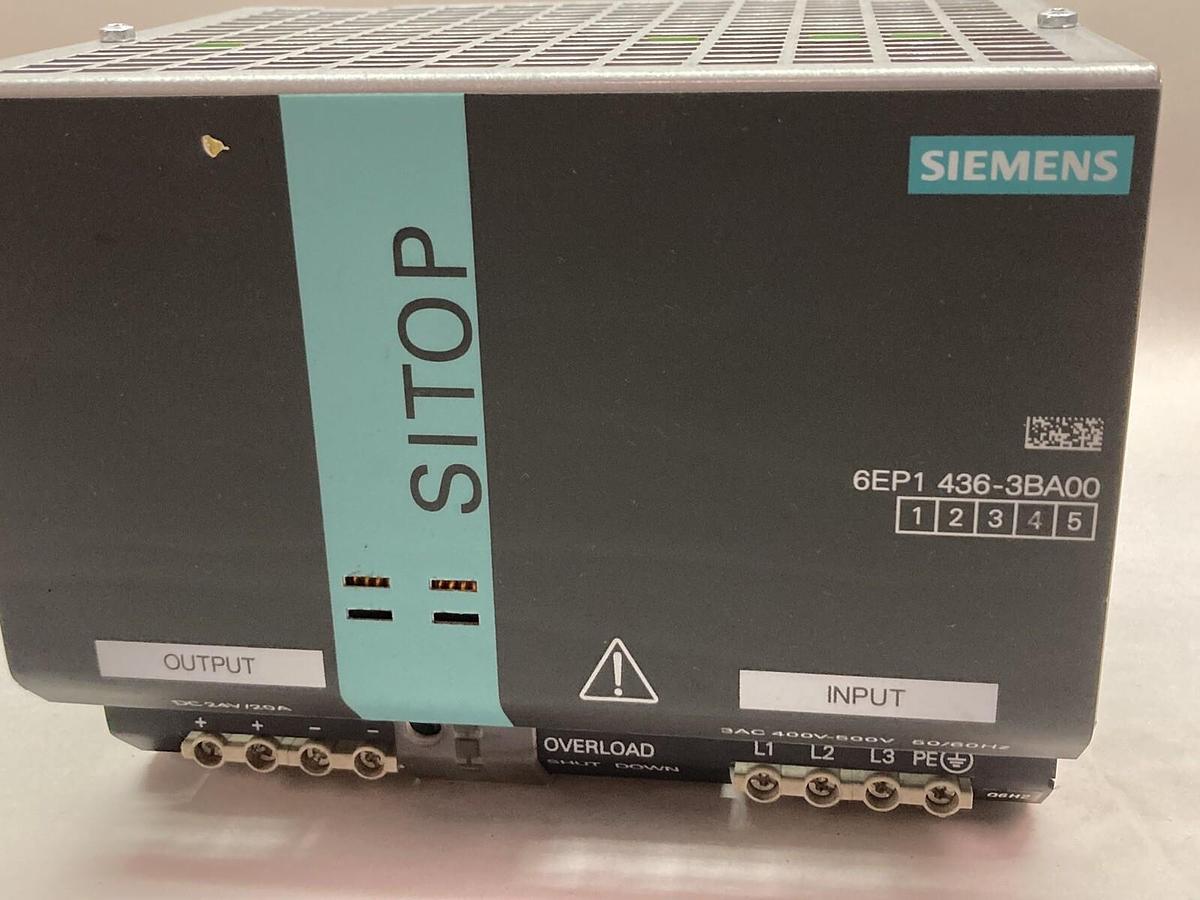 SIEMENS
SITOP
6EP1 436-3BA00
1 2 3 4 5
OUTPUT
INPUT
DC 24V/20A
+ + - -
OVERLOAD
SHUT DOWN
3AC 400V-500V 50/60Hz
L1 L2 L3 PE